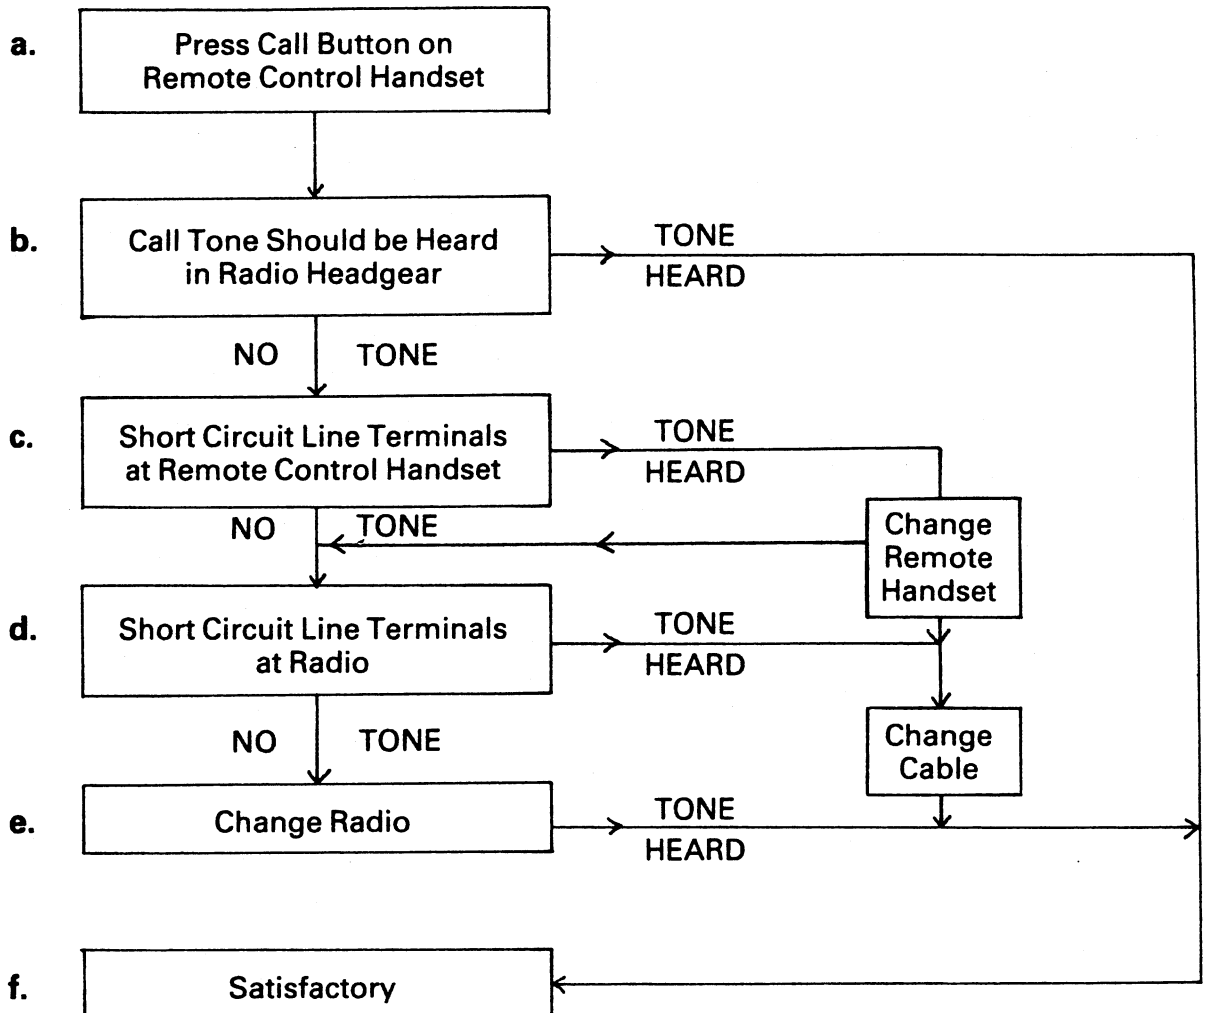 a.
Press Call Button on
Remote Control Handset
b.
Call Tone Should be Heard
in Radio Headgear
TONE
HEARD
NO TONE
c.
Short Circuit Line Terminals
at Remote Control Handset
TONE
HEARD
NO TONE
Change
Remote
Handset
d.
Short Circuit Line Terminals
at Radio
TONE
HEARD
NO TONE
Change
Cable
e.
Change Radio
TONE
HEARD
f.
Satisfactory